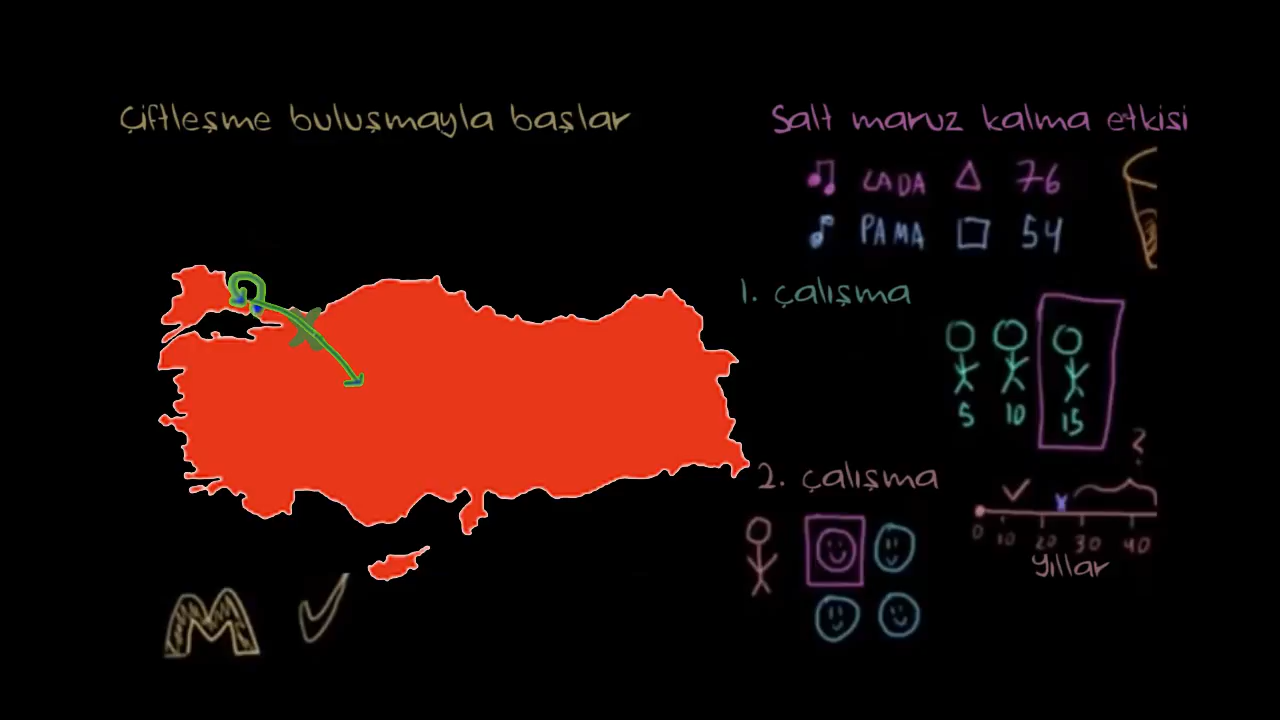 Çiftleşme buluşmayla başlar
Salt maruz kalma etkisi
LADA 76
PAMA 54
1. çalışma
5 10 15
2. çalışma
?
0 10 20 30 40
Yıllar
M